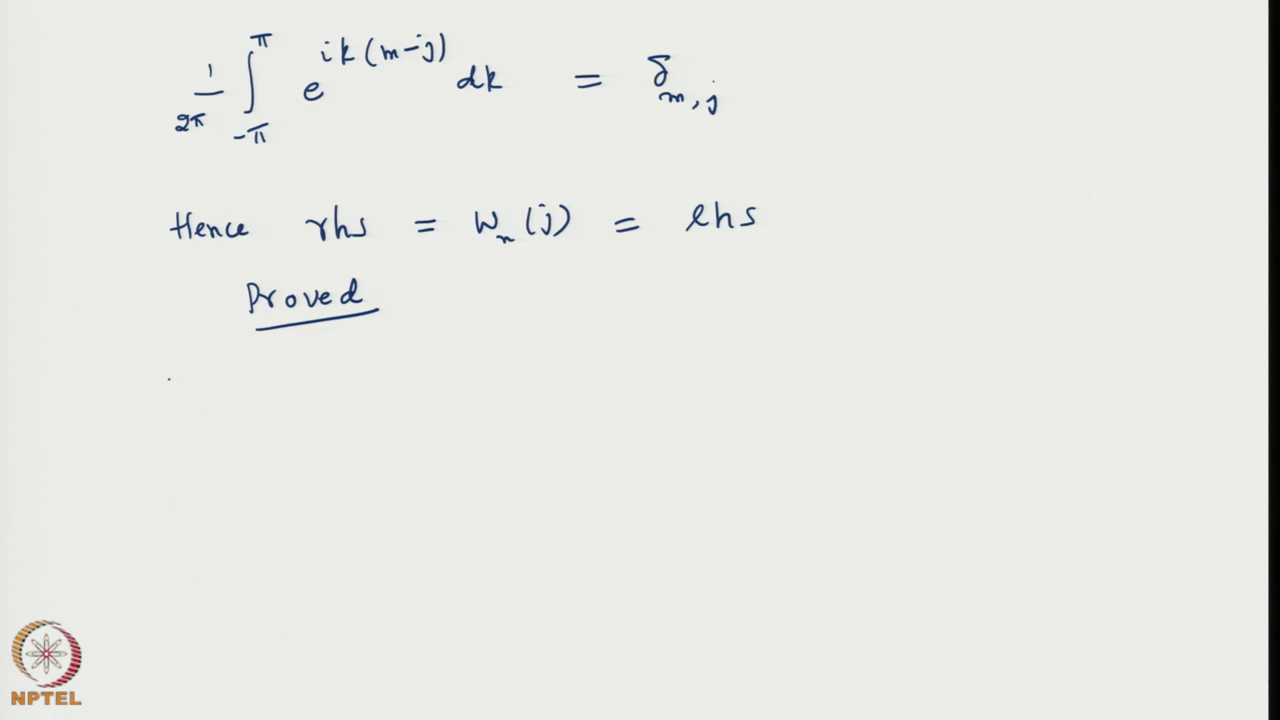 1/2π ∫_{-π}^{π} e^{ik(m-j)} dk = δ_{m,j}
Hence rhs = W_n(j) = lhs
Proved
NPTEL